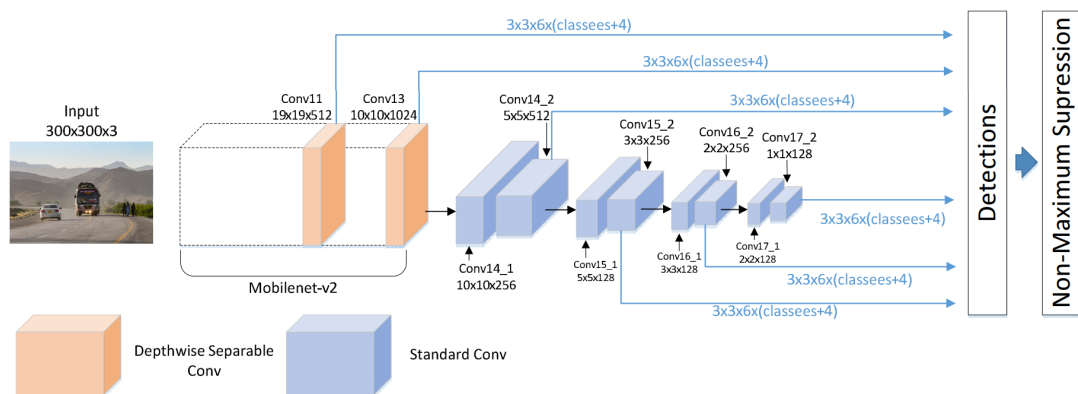 3x3x6x(classees+4)
3x3x6x(classees+4)
Input
300x300x3
Conv11
19x19x512
Conv13
10x10x1024
Conv14_2
5x5x512
3x3x6x(classees+4)
Conv15_2
3x3x256
Conv16_2
2x2x256
Conv17_2
1x1x128
3x3x6x(classees+4)
Conv14_1
10x10x256
Conv15_1
5x5x128
Conv16_1
3x3x128
Conv17_1
2x2x128
3x3x6x(classees+4)
3x3x6x(classees+4)
Mobilenet-v2
Detections
Non-Maximum Supression
Depthwise Separable
Conv
Standard Conv